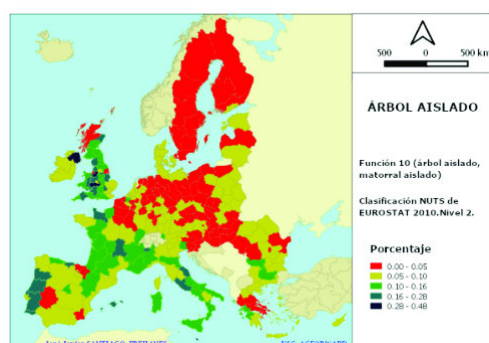 500 0 500 km
ÁRBOL AISLADO
Función 10 (árbol aislado,
matorral aislado)
Clasificación NUTS de
EUROSTAT 2010.Nivel 2.
Porcentaje
0.00 - 0.05
0.05 - 0.10
0.10 - 0.16
0.16 - 0.28
0.28 - 0.48